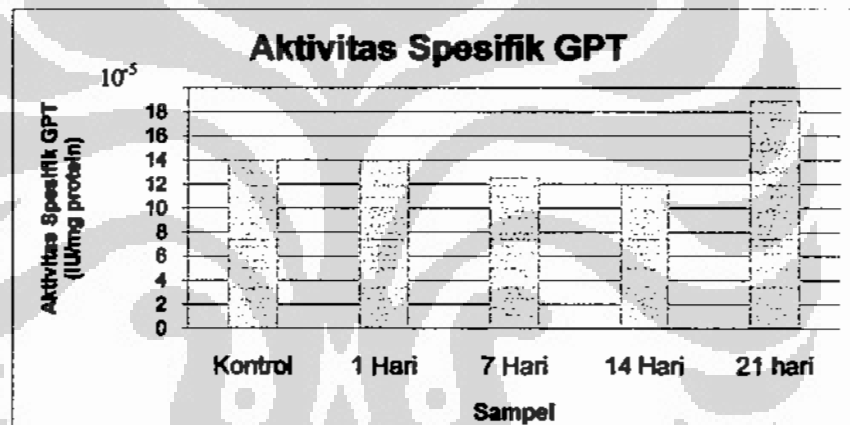 Aktivitas Spesifik GPT
10⁻⁵
Aktivitas Spesifik GPT
(IU/mg protein)
18
16
14
12
10
8
6
4
2
0
Kontrol 1 Hari 7 Hari 14 Hari 21 hari
Sampel